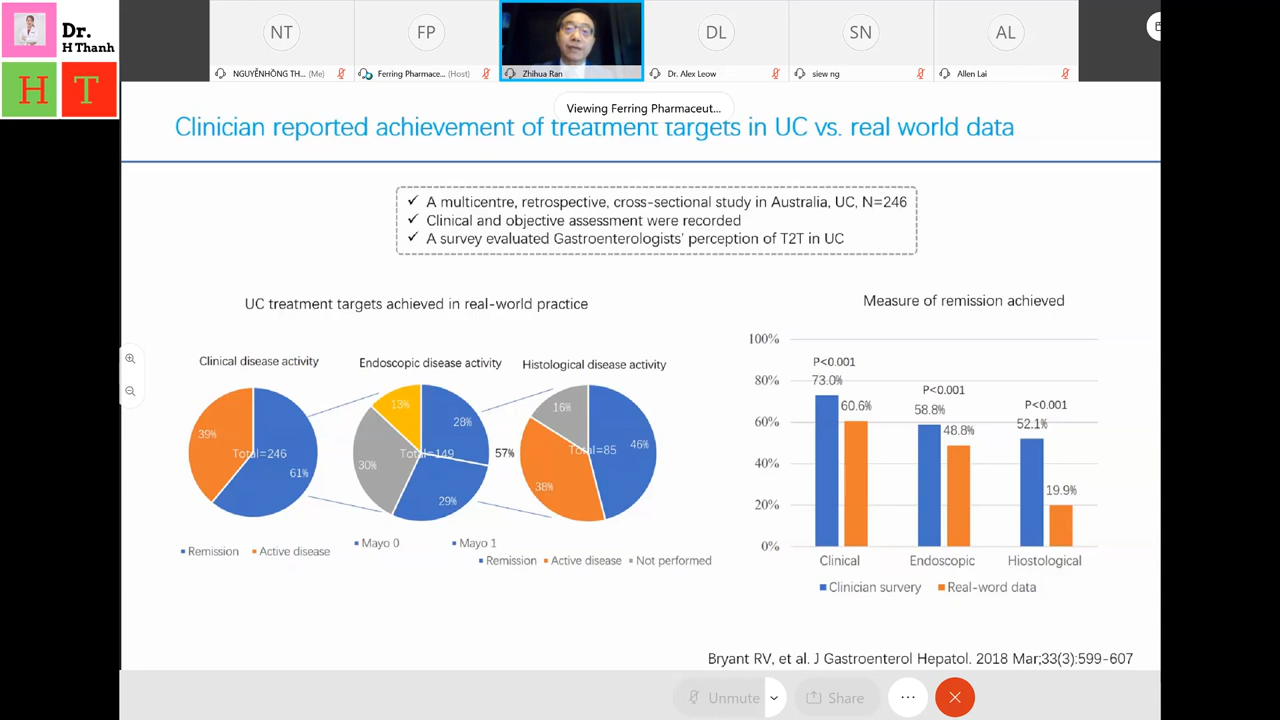 Dr.
H Thanh
H T
NT
FP
DL
SN
AL
NGUYỄNHỒNG TH... (Me)
Ferring Pharmace... (Host)
Zhihua Ran
Dr. Alex Leow
siew ng
Allen Lai
Viewing Ferring Pharmaceut...
Clinician reported achievement of treatment targets in UC vs. real world data
✓ A multicentre, retrospective, cross-sectional study in Australia, UC, N=246
✓ Clinical and objective assessment were recorded
✓ A survey evaluated Gastroenterologists' perception of T2T in UC
UC treatment targets achieved in real-world practice
Clinical disease activity
Endoscopic disease activity
Histological disease activity
39%
Total=246
61%
13%
28%
30%
Total=149
57%
29%
16%
46%
Total=85
38%
Remission
Active disease
Mayo 0
Mayo 1
Remission
Active disease
Not performed
Measure of remission achieved
100%
80%
60%
40%
20%
0%
P<0.001
73.0%
60.6%
P<0.001
58.8%
48.8%
P<0.001
52.1%
19.9%
Clinical
Endoscopic
Hiostological
Clinician survery
Real-word data
Bryant RV, et al. J Gastroenterol Hepatol. 2018 Mar;33(3):599-607
Unmute
Share